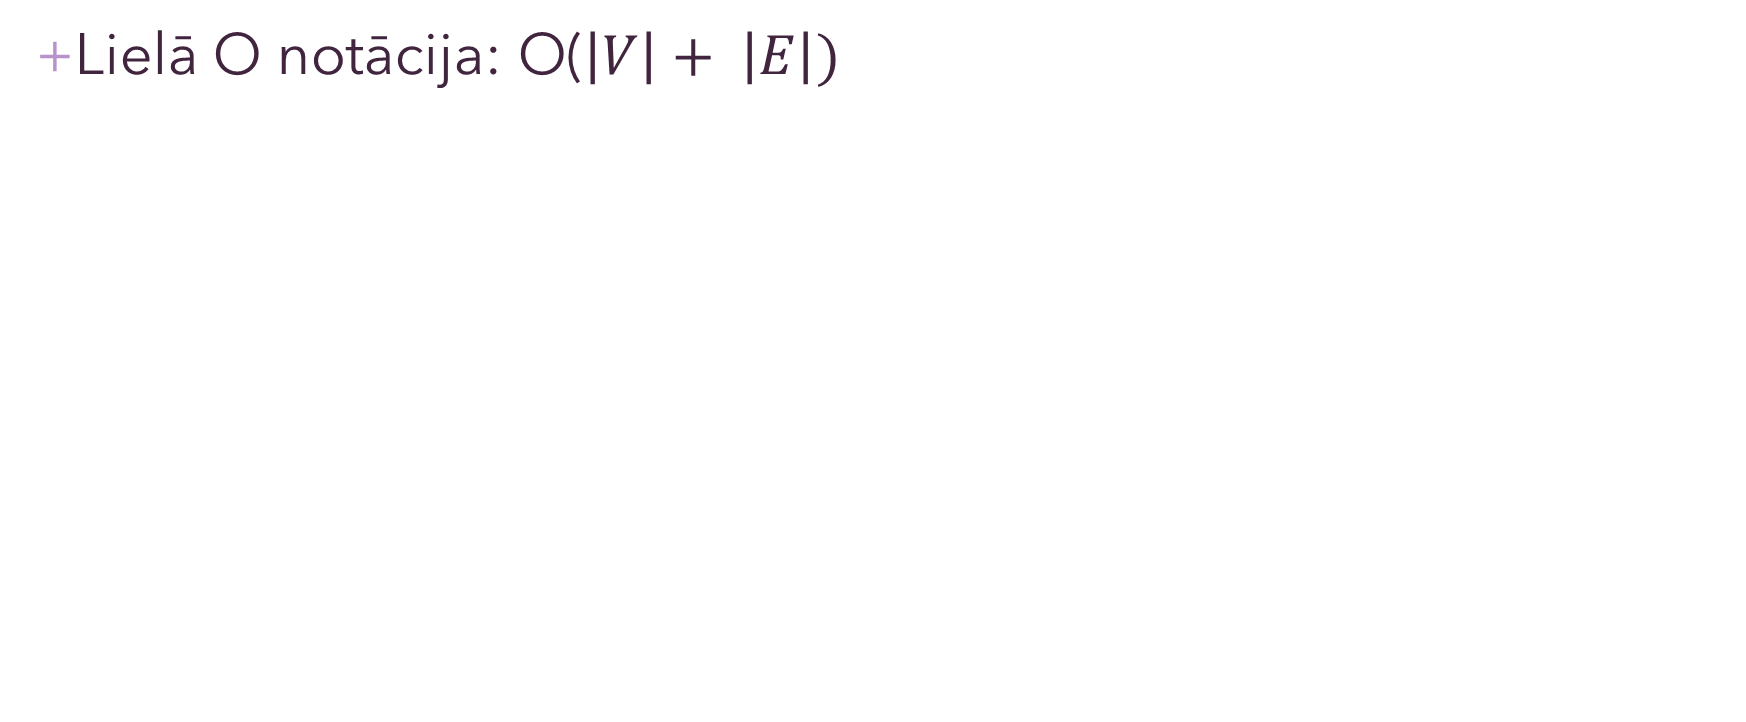 +Lielā O notācija: O(|V| + |E|)